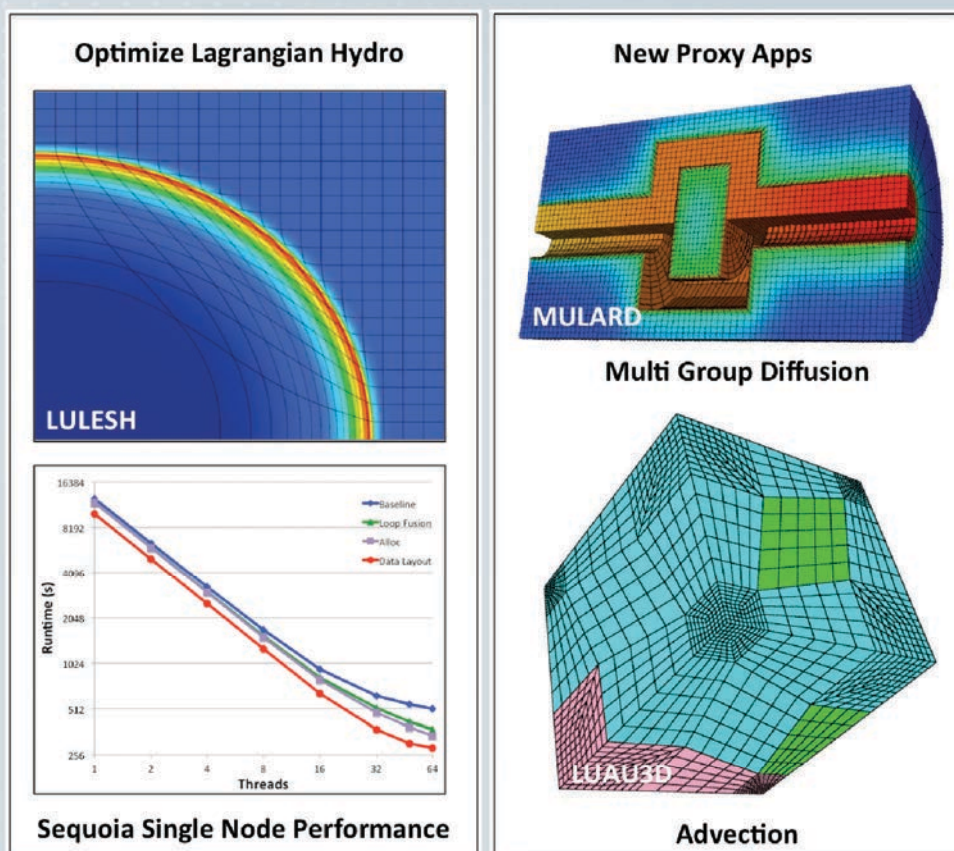 Optimize Lagrangian Hydro
LULESH
16384
8192
4096
2048
1024
512
256
Runtime (s)
Baseline
Loop Fusion
Alloc
Data Layout
1 2 4 8 16 32 64
Threads
Sequoia Single Node Performance
New Proxy Apps
MULARD
Multi Group Diffusion
LUAU3D
Advection